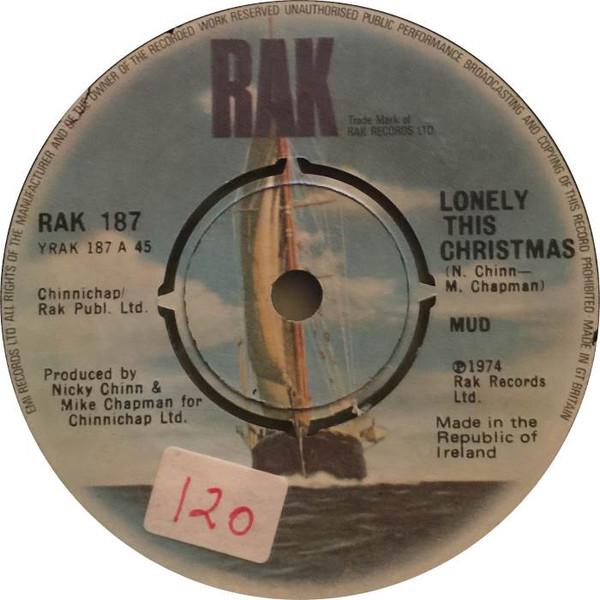 EMI RECORDS LTD ALL RIGHTS OF THE MANUFACTURER AND OF THE OWNER OF THE RECORDED WORK RESERVED UNAUTHORISED PUBLIC PERFORMANCE BROADCASTING AND COPYING OF THIS RECORD PROHIBITED · MADE IN GT BRITAIN
RAK
Trade Mark of
RAK RECORDS LTD
RAK 187
YRAK 187 A 45
Chinnichap/
Rak Publ. Ltd.
Produced by
Nicky Chinn &
Mike Chapman for
Chinnichap Ltd.
LONELY
THIS
CHRISTMAS
(N. Chinn—
M. Chapman)
MUD
℗1974
Rak Records
Ltd.
Made in the
Republic of
Ireland
120